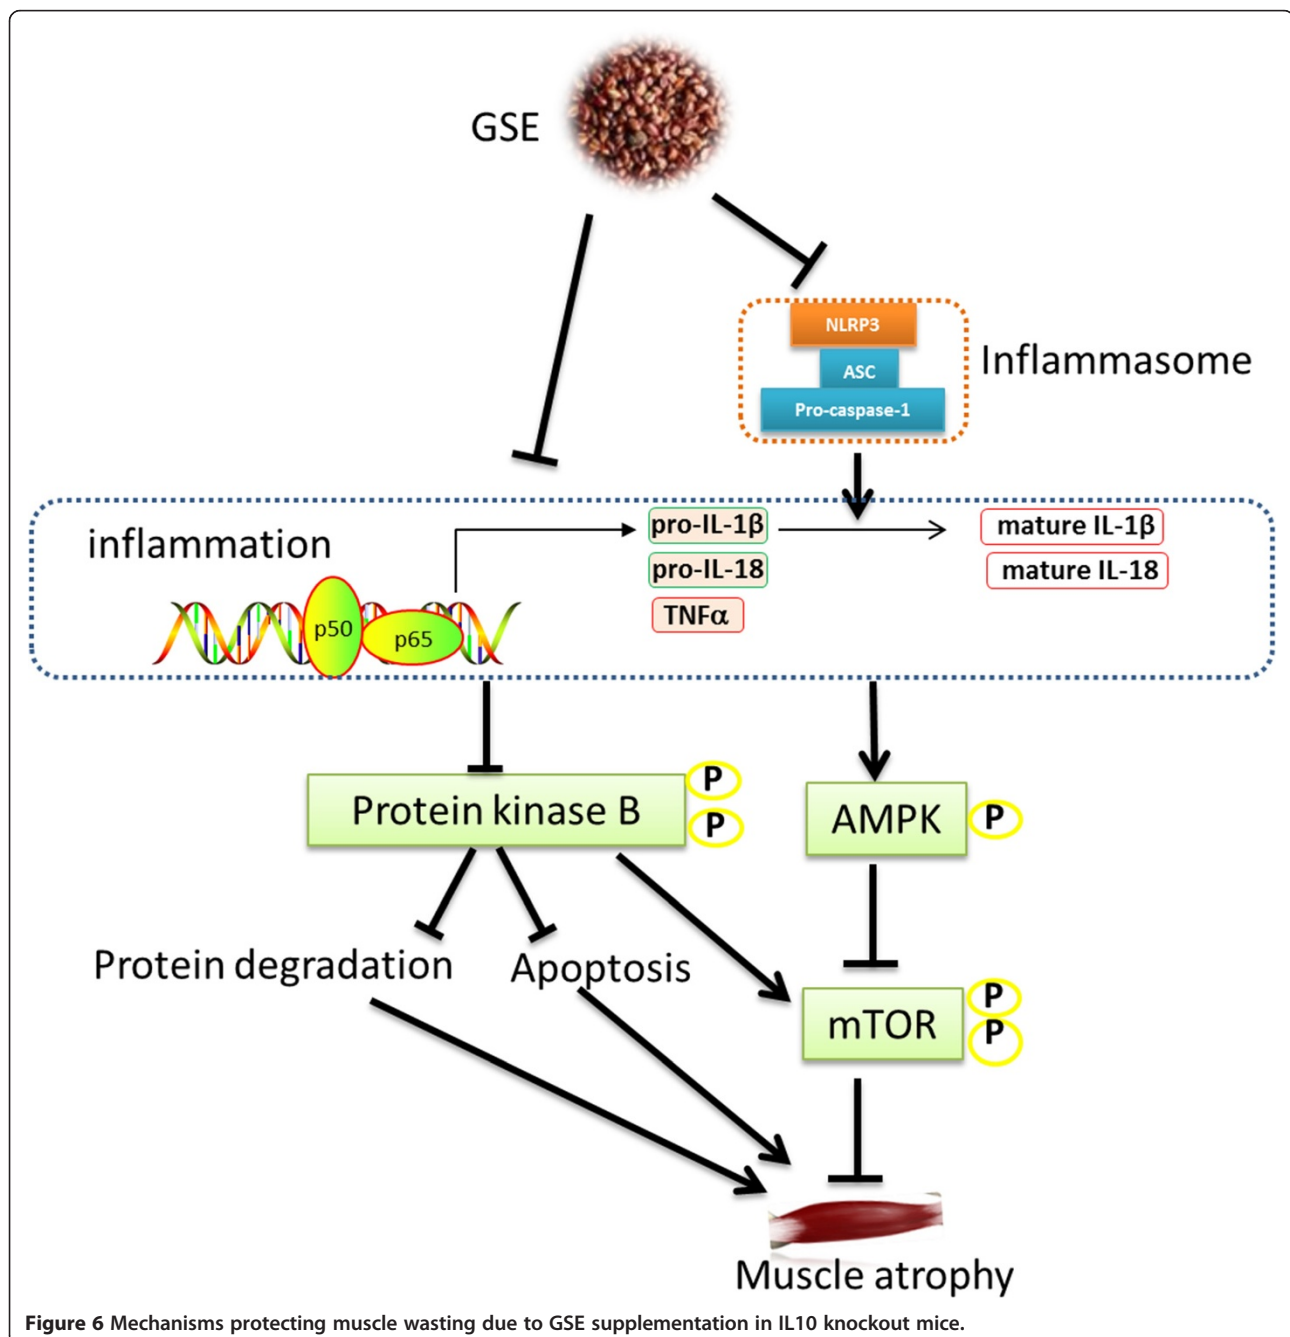 GSE
NLRP3
ASC
Pro-caspase-1
Inflammasome
inflammation
pro-IL-1β
mature IL-1β
pro-IL-18
mature IL-18
TNFα
p50
p65
Protein kinase B
P
P
AMPK
P
Protein degradation
Apoptosis
mTOR
P
P
Muscle atrophy
Figure 6 Mechanisms protecting muscle wasting due to GSE supplementation in IL10 knockout mice.